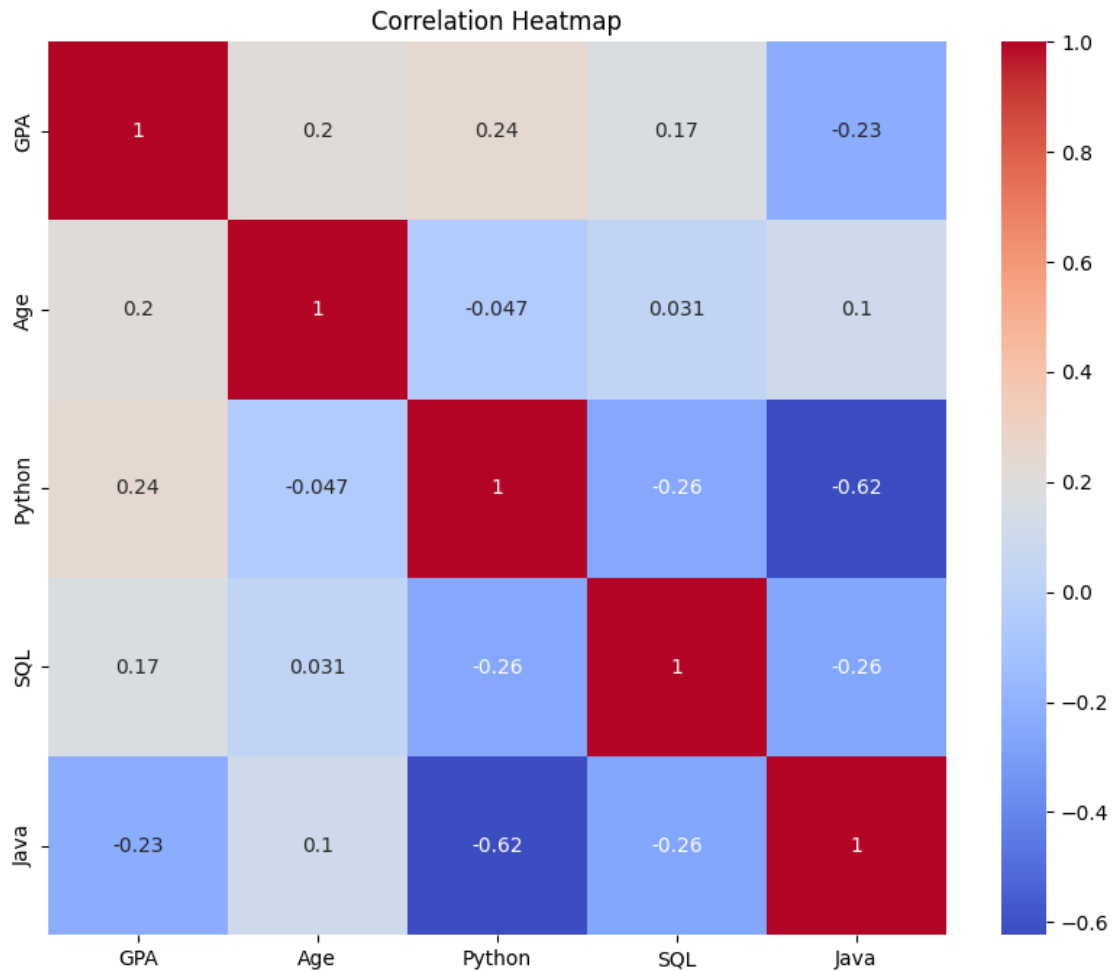 Correlation Heatmap
GPA 1 0.2 0.24 0.17 -0.23
Age 0.2 1 -0.047 0.031 0.1
Python 0.24 -0.047 1 -0.26 -0.62
SQL 0.17 0.031 -0.26 1 -0.26
Java -0.23 0.1 -0.62 -0.26 1
GPA Age Python SQL Java
1.0
0.8
0.6
0.4
0.2
0.0
−0.2
−0.4
−0.6